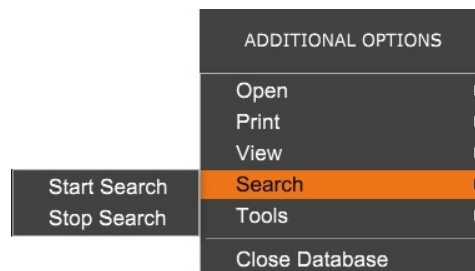 ADDITIONAL OPTIONS
Open
Print
View
Search
Start Search
Stop Search
Tools
Close Database